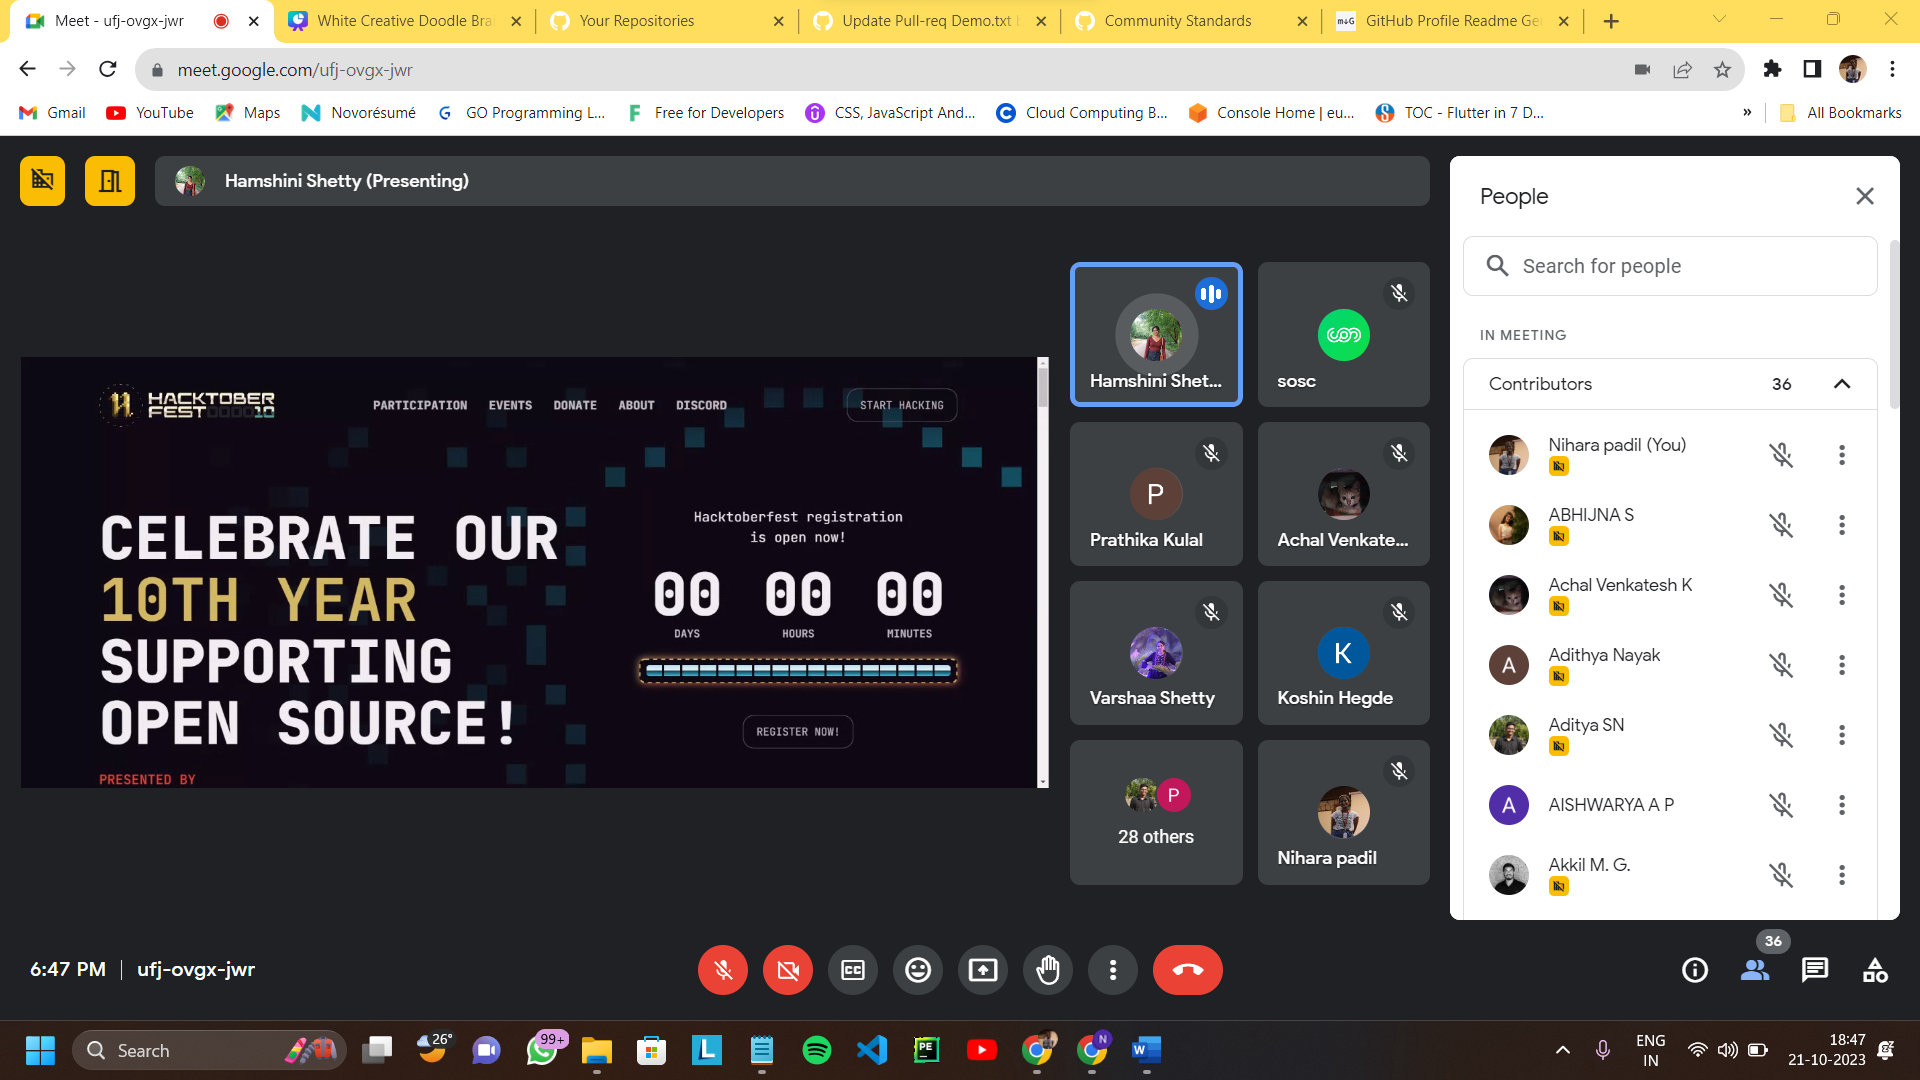 Meet - ufj-ovgx-jwr
White Creative Doodle Brai
Your Repositories
Update Pull-req Demo.txt
Community Standards
GitHub Profile Readme Ge
meet.google.com/ufj-ovgx-jwr
Gmail
YouTube
Maps
Novorésumé
GO Programming L...
Free for Developers
CSS, JavaScript And...
Cloud Computing B...
Console Home | eu...
TOC - Flutter in 7 D...
»
All Bookmarks
Hamshini Shetty (Presenting)
HACKTOBER
FEST000010
PARTICIPATION
EVENTS
DONATE
ABOUT
DISCORD
START HACKING
CELEBRATE OUR
10TH YEAR
SUPPORTING
OPEN SOURCE!
PRESENTED BY
Hacktoberfest registration
is open now!
00 00 00
DAYS HOURS MINUTES
REGISTER NOW!
Hamshini Shet...
sosc
P
Prathika Kulal
Achal Venkate...
Varshaa Shetty
K
Koshin Hegde
P
28 others
Nihara padil
People
Search for people
IN MEETING
Contributors 36
Nihara padil (You)
ABHIJNA S
Achal Venkatesh K
A
Adithya Nayak
Aditya SN
A
AISHWARYA A P
Akkil M. G.
6:47 PM | ufj-ovgx-jwr
36
Search
26°
99+
L
PE
N
W
ENG
IN
18:47
21-10-2023